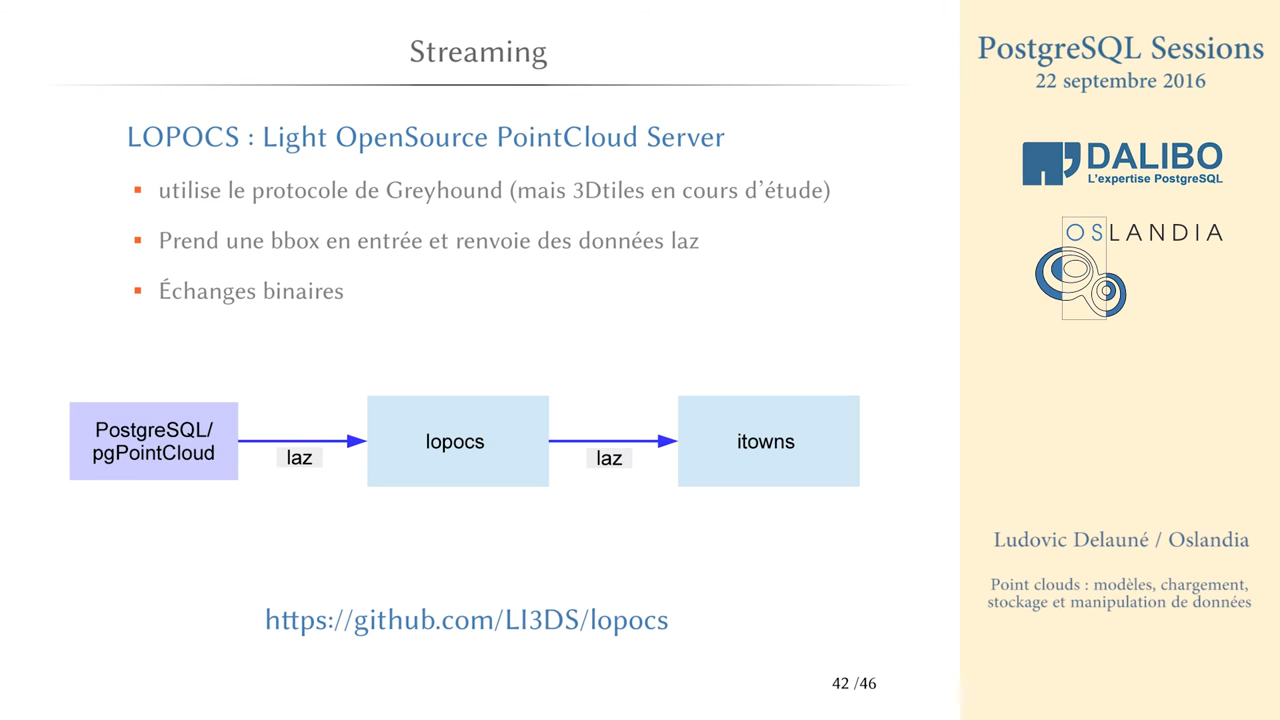 Streaming
LOPOCS : Light OpenSource PointCloud Server
▪ utilise le protocole de Greyhound (mais 3Dtiles en cours d’étude)
▪ Prend une bbox en entrée et renvoie des données laz
▪ Échanges binaires
PostgreSQL/
pgPointCloud
laz
lopocs
laz
itowns
https://github.com/LI3DS/lopocs
42 /46
PostgreSQL Sessions
22 septembre 2016
DALIBO
L'expertise PostgreSQL
OSLANDIA
Ludovic Delauné / Oslandia
Point clouds : modèles, chargement,
stockage et manipulation de données